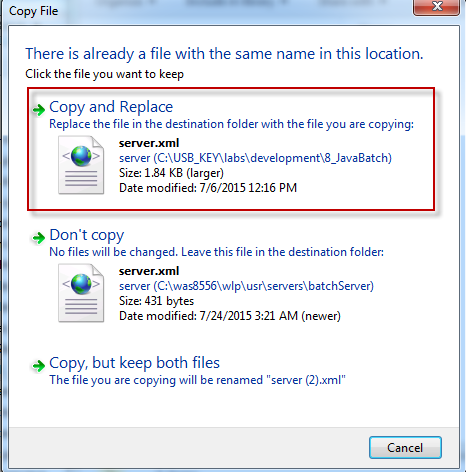 Copy File
There is already a file with the same name in this location.
Click the file you want to keep
Copy and Replace
Replace the file in the destination folder with the file you are copying:
server.xml
server (C:\USB_KEY\labs\development\8_JavaBatch)
Size: 1.84 KB (larger)
Date modified: 7/6/2015 12:16 PM
Don't copy
No files will be changed. Leave this file in the destination folder:
server.xml
server (C:\was8556\wlp\usr\servers\batchServer)
Size: 431 bytes
Date modified: 7/24/2015 3:21 AM (newer)
Copy, but keep both files
The file you are copying will be renamed "server (2).xml"
Cancel